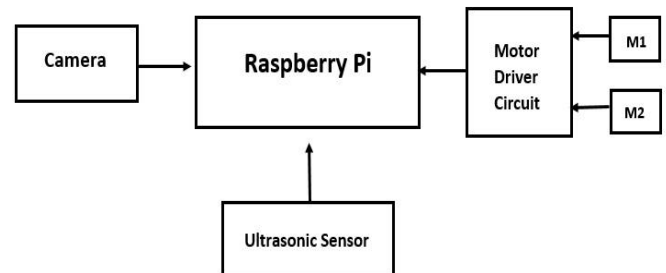 Camera
Raspberry Pi
Motor
Driver
Circuit
M1
M2
Ultrasonic Sensor